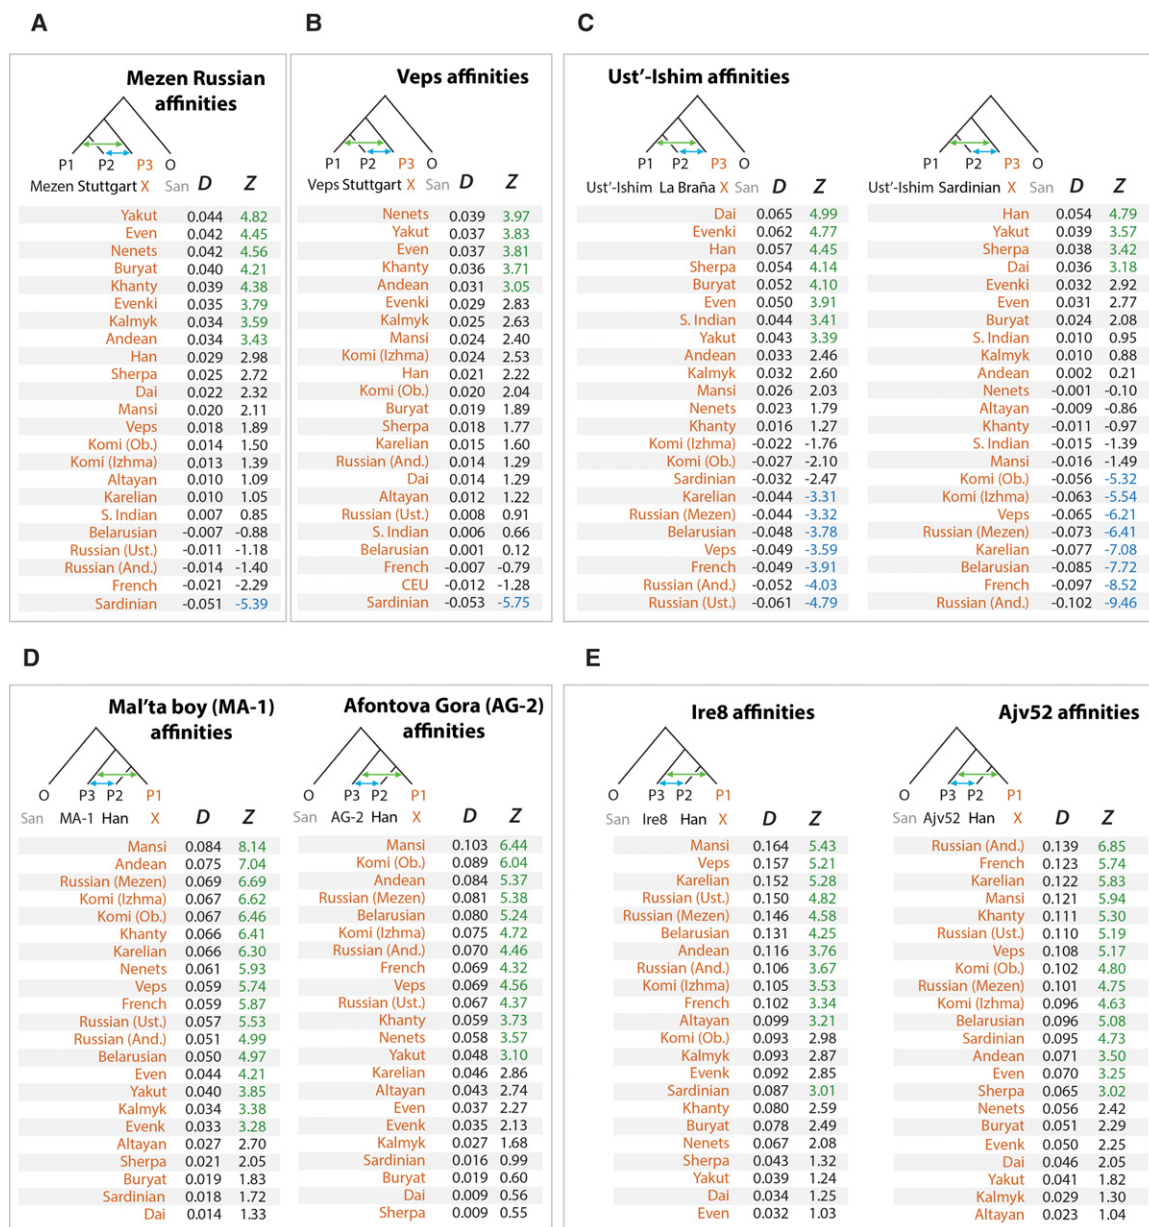 A
Mezen Russian
affinities
P1 P2 P3 O
Mezen Stuttgart X San D Z
Yakut 0.044 4.82
Even 0.042 4.45
Nenets 0.042 4.56
Buryat 0.040 4.21
Khanty 0.039 4.38
Evenki 0.035 3.79
Kalmyk 0.034 3.59
Andean 0.034 3.43
Han 0.029 2.98
Sherpa 0.025 2.72
Dai 0.022 2.32
Mansi 0.020 2.11
Veps 0.018 1.89
Komi (Ob.) 0.014 1.50
Komi (Izhma) 0.013 1.39
Altayan 0.010 1.09
Karelian 0.010 1.05
S. Indian 0.007 0.85
Belarusian -0.007 -0.88
Russian (Ust.) -0.011 -1.18
Russian (And.) -0.014 -1.40
French -0.021 -2.29
Sardinian -0.051 -5.39
B
Veps affinities
P1 P2 P3 O
Veps Stuttgart X San D Z
Nenets 0.039 3.97
Yakut 0.037 3.83
Even 0.037 3.81
Khanty 0.036 3.71
Andean 0.031 3.05
Evenki 0.029 2.83
Kalmyk 0.025 2.63
Mansi 0.024 2.40
Komi (Izhma) 0.024 2.53
Han 0.021 2.22
Komi (Ob.) 0.020 2.04
Buryat 0.019 1.89
Sherpa 0.018 1.77
Karelian 0.015 1.60
Russian (And.) 0.014 1.29
Dai 0.014 1.29
Altayan 0.012 1.22
Russian (Ust.) 0.008 0.91
S. Indian 0.006 0.66
Belarusian 0.001 0.12
French -0.007 -0.79
CEU -0.012 -1.28
Sardinian -0.053 -5.75
C
Ust'-Ishim affinities
P1 P2 P3 O
Ust'-Ishim La Braña X San D Z
Dai 0.065 4.99
Evenki 0.062 4.77
Han 0.057 4.45
Sherpa 0.054 4.14
Buryat 0.052 4.10
Even 0.050 3.91
S. Indian 0.044 3.41
Yakut 0.043 3.39
Andean 0.033 2.46
Kalmyk 0.032 2.60
Mansi 0.026 2.03
Nenets 0.023 1.79
Khanty 0.016 1.27
Komi (Izhma) -0.022 -1.76
Komi (Ob.) -0.027 -2.10
Sardinian -0.032 -2.47
Karelian -0.044 -3.31
Russian (Mezen) -0.044 -3.32
Belarusian -0.048 -3.78
Veps -0.049 -3.59
French -0.049 -3.91
Russian (And.) -0.052 -4.03
Russian (Ust.) -0.061 -4.79
P1 P2 P3 O
Ust'-Ishim Sardinian X San D Z
Han 0.054 4.79
Yakut 0.039 3.57
Sherpa 0.038 3.42
Dai 0.036 3.18
Evenki 0.032 2.92
Even 0.031 2.77
Buryat 0.024 2.08
S. Indian 0.010 0.95
Kalmyk 0.010 0.88
Andean 0.002 0.21
Nenets -0.001 -0.10
Altayan -0.009 -0.86
Khanty -0.011 -0.97
S. Indian -0.015 -1.39
Mansi -0.016 -1.49
Komi (Ob.) -0.056 -5.32
Komi (Izhma) -0.063 -5.54
Veps -0.065 -6.21
Russian (Mezen) -0.073 -6.41
Karelian -0.077 -7.08
Belarusian -0.085 -7.72
French -0.097 -8.52
Russian (And.) -0.102 -9.46
D
Mal'ta boy (MA-1)
affinities
O P3 P2 P1
San MA-1 Han X D Z
Mansi 0.084 8.14
Andean 0.075 7.04
Russian (Mezen) 0.069 6.69
Komi (Izhma) 0.067 6.62
Komi (Ob.) 0.067 6.46
Khanty 0.066 6.41
Karelian 0.066 6.30
Nenets 0.061 5.93
Veps 0.059 5.74
French 0.059 5.87
Russian (Ust.) 0.057 5.53
Russian (And.) 0.051 4.99
Belarusian 0.050 4.97
Even 0.044 4.21
Yakut 0.040 3.85
Kalmyk 0.034 3.38
Evenk 0.033 3.28
Altayan 0.027 2.70
Sherpa 0.021 2.05
Buryat 0.019 1.83
Sardinian 0.018 1.72
Dai 0.014 1.33
Afontova Gora (AG-2)
affinities
O P3 P2 P1
San AG-2 Han X D Z
Mansi 0.103 6.44
Komi (Ob.) 0.089 6.04
Andean 0.084 5.37
Russian (Mezen) 0.081 5.38
Belarusian 0.080 5.24
Komi (Izhma) 0.075 4.72
Russian (And.) 0.070 4.46
French 0.069 4.32
Veps 0.069 4.56
Russian (Ust.) 0.067 4.37
Khanty 0.059 3.73
Nenets 0.058 3.57
Yakut 0.048 3.10
Karelian 0.046 2.86
Altayan 0.043 2.74
Even 0.037 2.27
Evenk 0.035 2.13
Kalmyk 0.027 1.68
Sardinian 0.016 0.99
Buryat 0.019 0.60
Dai 0.009 0.56
Sherpa 0.009 0.55
E
Ire8 affinities
O P3 P2 P1
San Ire8 Han X D Z
Mansi 0.164 5.43
Veps 0.157 5.21
Karelian 0.152 5.28
Russian (Ust.) 0.150 4.82
Russian (Mezen) 0.146 4.58
Belarusian 0.131 4.25
Andean 0.116 3.76
Russian (And.) 0.106 3.67
Komi (Izhma) 0.105 3.53
French 0.102 3.34
Altayan 0.099 3.21
Komi (Ob.) 0.093 2.98
Kalmyk 0.093 2.87
Evenk 0.092 2.85
Sardinian 0.087 3.01
Khanty 0.080 2.59
Buryat 0.078 2.49
Nenets 0.067 2.08
Sherpa 0.043 1.32
Yakut 0.039 1.24
Dai 0.034 1.25
Even 0.032 1.03
Ajv52 affinities
O P3 P2 P1
San Ajv52 Han X D Z
Russian (And.) 0.139 6.85
French 0.123 5.74
Karelian 0.122 5.83
Mansi 0.121 5.94
Khanty 0.111 5.30
Russian (Ust.) 0.110 5.19
Veps 0.108 5.17
Komi (Ob.) 0.102 4.80
Russian (Mezen) 0.101 4.75
Komi (Izhma) 0.096 4.63
Belarusian 0.096 5.08
Sardinian 0.095 4.73
Andean 0.071 3.50
Even 0.070 3.25
Sherpa 0.065 3.02
Nenets 0.056 2.42
Buryat 0.051 2.29
Evenk 0.050 2.25
Dai 0.046 2.05
Yakut 0.041 1.82
Kalmyk 0.029 1.30
Altayan 0.023 1.04